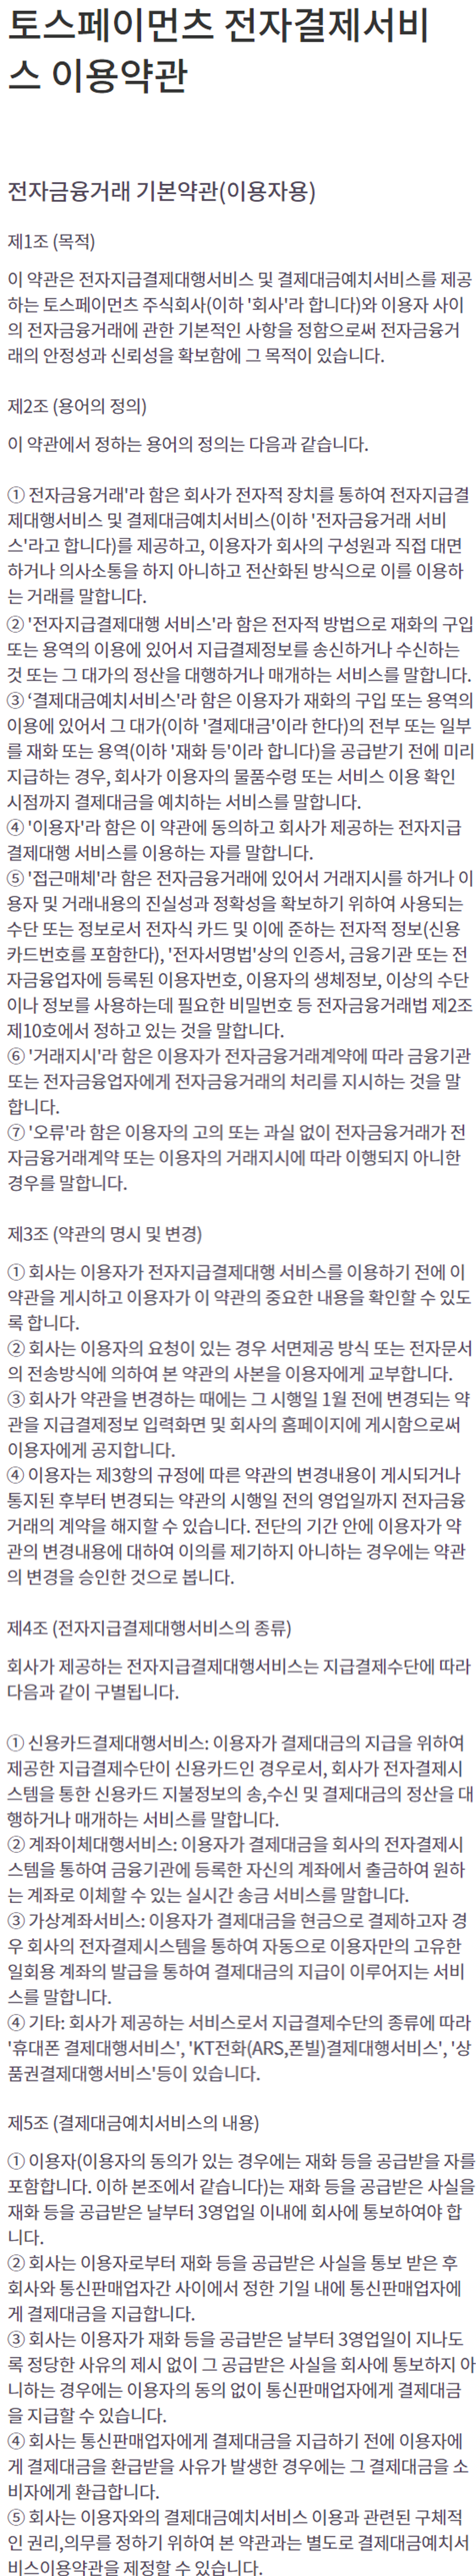 토스페이먼츠 전자결제서비
스 이용약관
전자금융거래 기본약관(이용자용)
제1조 (목적)
이 약관은 전자지급결제대행서비스 및 결제대금예치서비스를 제공
하는 토스페이먼츠 주식회사(이하 '회사'라 합니다)와 이용자 사이
의 전자금융거래에 관한 기본적인 사항을 정함으로써 전자금융거
래의 안정성과 신뢰성을 확보함에 그 목적이 있습니다.
제2조 (용어의 정의)
이 약관에서 정하는 용어의 정의는 다음과 같습니다.
① 전자금융거래'라 함은 회사가 전자적 장치를 통하여 전자지급결
제대행서비스 및 결제대금예치서비스(이하 '전자금융거래 서비
스'라고 합니다)를 제공하고, 이용자가 회사의 구성원과 직접 대면
하거나 의사소통을 하지 아니하고 전산화된 방식으로 이를 이용하
는 거래를 말합니다.
② '전자지급결제대행 서비스'라 함은 전자적 방법으로 재화의 구입
또는 용역의 이용에 있어서 지급결제정보를 송신하거나 수신하는
것 또는 그 대가의 정산을 대행하거나 매개하는 서비스를 말합니다.
③ ‘결제대금예치서비스'라 함은 이용자가 재화의 구입 또는 용역의
이용에 있어서 그 대가(이하 '결제대금'이라 한다)의 전부 또는 일부
를 재화 또는 용역(이하 '재화 등'이라 합니다)을 공급받기 전에 미리
지급하는 경우, 회사가 이용자의 물품수령 또는 서비스 이용 확인
시점까지 결제대금을 예치하는 서비스를 말합니다.
④ '이용자'라 함은 이 약관에 동의하고 회사가 제공하는 전자지급
결제대행 서비스를 이용하는 자를 말합니다.
⑤ '접근매체'라 함은 전자금융거래에 있어서 거래지시를 하거나 이
용자 및 거래내용의 진실성과 정확성을 확보하기 위하여 사용되는
수단 또는 정보로서 전자식 카드 및 이에 준하는 전자적 정보(신용
카드번호를 포함한다), '전자서명법'상의 인증서, 금융기관 또는 전
자금융업자에 등록된 이용자번호, 이용자의 생체정보, 이상의 수단
이나 정보를 사용하는데 필요한 비밀번호 등 전자금융거래법 제2조
제10호에서 정하고 있는 것을 말합니다.
⑥ '거래지시'라 함은 이용자가 전자금융거래계약에 따라 금융기관
또는 전자금융업자에게 전자금융거래의 처리를 지시하는 것을 말
합니다.
⑦ '오류'라 함은 이용자의 고의 또는 과실 없이 전자금융거래가 전
자금융거래계약 또는 이용자의 거래지시에 따라 이행되지 아니한
경우를 말합니다.
제3조 (약관의 명시 및 변경)
① 회사는 이용자가 전자지급결제대행 서비스를 이용하기 전에 이
약관을 게시하고 이용자가 이 약관의 중요한 내용을 확인할 수 있도
록 합니다.
② 회사는 이용자의 요청이 있는 경우 서면제공 방식 또는 전자문서
의 전송방식에 의하여 본 약관의 사본을 이용자에게 교부합니다.
③ 회사가 약관을 변경하는 때에는 그 시행일 1월 전에 변경되는 약
관을 지급결제정보 입력화면 및 회사의 홈페이지에 게시함으로써
이용자에게 공지합니다.
④ 이용자는 제3항의 규정에 따른 약관의 변경내용이 게시되거나
통지된 후부터 변경되는 약관의 시행일 전의 영업일까지 전자금융
거래의 계약을 해지할 수 있습니다. 전단의 기간 안에 이용자가 약
관의 변경내용에 대하여 이의를 제기하지 아니하는 경우에는 약관
의 변경을 승인한 것으로 봅니다.
제4조 (전자지급결제대행서비스의 종류)
회사가 제공하는 전자지급결제대행서비스는 지급결제수단에 따라
다음과 같이 구별됩니다.
① 신용카드결제대행서비스: 이용자가 결제대금의 지급을 위하여
제공한 지급결제수단이 신용카드인 경우로서, 회사가 전자결제시
스템을 통한 신용카드 지불정보의 송,수신 및 결제대금의 정산을 대
행하거나 매개하는 서비스를 말합니다.
② 계좌이체대행서비스: 이용자가 결제대금을 회사의 전자결제시
스템을 통하여 금융기관에 등록한 자신의 계좌에서 출금하여 원하
는 계좌로 이체할 수 있는 실시간 송금 서비스를 말합니다.
③ 가상계좌서비스: 이용자가 결제대금을 현금으로 결제하고자 경
우 회사의 전자결제시스템을 통하여 자동으로 이용자만의 고유한
일회용 계좌의 발급을 통하여 결제대금의 지급이 이루어지는 서비
스를 말합니다.
④ 기타: 회사가 제공하는 서비스로서 지급결제수단의 종류에 따라
'휴대폰 결제대행서비스', 'KT전화(ARS,폰빌)결제대행서비스', '상
품권결제대행서비스'등이 있습니다.
제5조 (결제대금예치서비스의 내용)
① 이용자(이용자의 동의가 있는 경우에는 재화 등을 공급받을 자를
포함합니다. 이하 본조에서 같습니다)는 재화 등을 공급받은 사실을
재화 등을 공급받은 날부터 3영업일 이내에 회사에 통보하여야 합
니다.
② 회사는 이용자로부터 재화 등을 공급받은 사실을 통보 받은 후
회사와 통신판매업자간 사이에서 정한 기일 내에 통신판매업자에
게 결제대금을 지급합니다.
③ 회사는 이용자가 재화 등을 공급받은 날부터 3영업일이 지나도
록 정당한 사유의 제시 없이 그 공급받은 사실을 회사에 통보하지 아
니하는 경우에는 이용자의 동의 없이 통신판매업자에게 결제대금
을 지급할 수 있습니다.
④ 회사는 통신판매업자에게 결제대금을 지급하기 전에 이용자에
게 결제대금을 환급받을 사유가 발생한 경우에는 그 결제대금을 소
비자에게 환급합니다.
⑤ 회사는 이용자와의 결제대금예치서비스 이용과 관련된 구체적
인 권리,의무를 정하기 위하여 본 약관과는 별도로 결제대금예치서
비스이용약관을 제정할 수 있습니다.